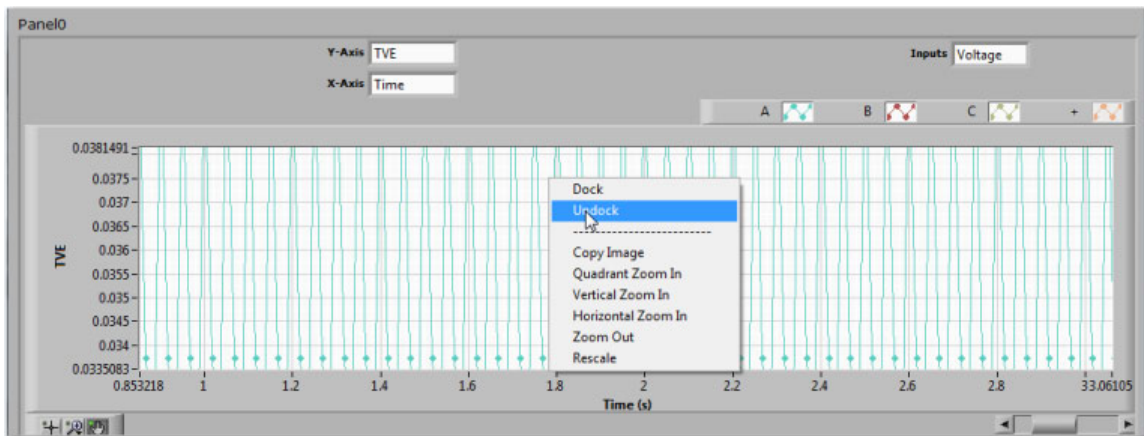 Panel0
Y-Axis TVE
Inputs Voltage
X-Axis Time
A B C +
0.0381491
0.0375
0.037
0.0365
0.036
0.0355
0.035
0.0345
0.034
0.0335083
TVE
Dock
Undock
----------------------
Copy Image
Quadrant Zoom In
Vertical Zoom In
Horizontal Zoom In
Zoom Out
Rescale
0.853218 1 1.2 1.4 1.6 1.8 2 2.2 2.4 2.6 2.8 33.06105
Time (s)